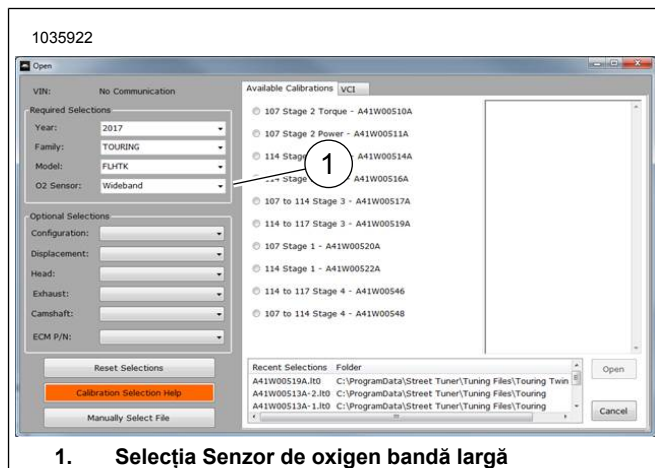 1035922
Open
VIN: No Communication
Required Selections
Year: 2017
Family: TOURING
Model: FLHTK
O2 Sensor: Wideband
Optional Selections
Configuration:
Displacement:
Head:
Exhaust:
Camshaft:
ECM P/N:
Reset Selections
Calibration Selection Help
Manually Select File
Available Calibrations VCI
107 Stage 2 Torque - A41W00510A
107 Stage 2 Power - A41W00511A
114 Stage A41W00514A
114 Stage A41W00516A
107 to 114 Stage 3 - A41W00517A
114 to 117 Stage 3 - A41W00519A
107 Stage 1 - A41W00520A
114 Stage 1 - A41W00522A
114 to 117 Stage 4 - A41W00546
107 to 114 Stage 4 - A41W00548
1
Recent Selections Folder
A41W00519A.lt0 C:\ProgramData\Street Tuner\Tuning Files\Touring Twin
A41W00513A-2.lt0 C:\ProgramData\Street Tuner\Tuning Files\Touring
A41W00513A-1.lt0 C:\ProgramData\Street Tuner\Tuning Files\Touring
Open
Cancel
1. Selecția Senzor de oxigen bandă largă